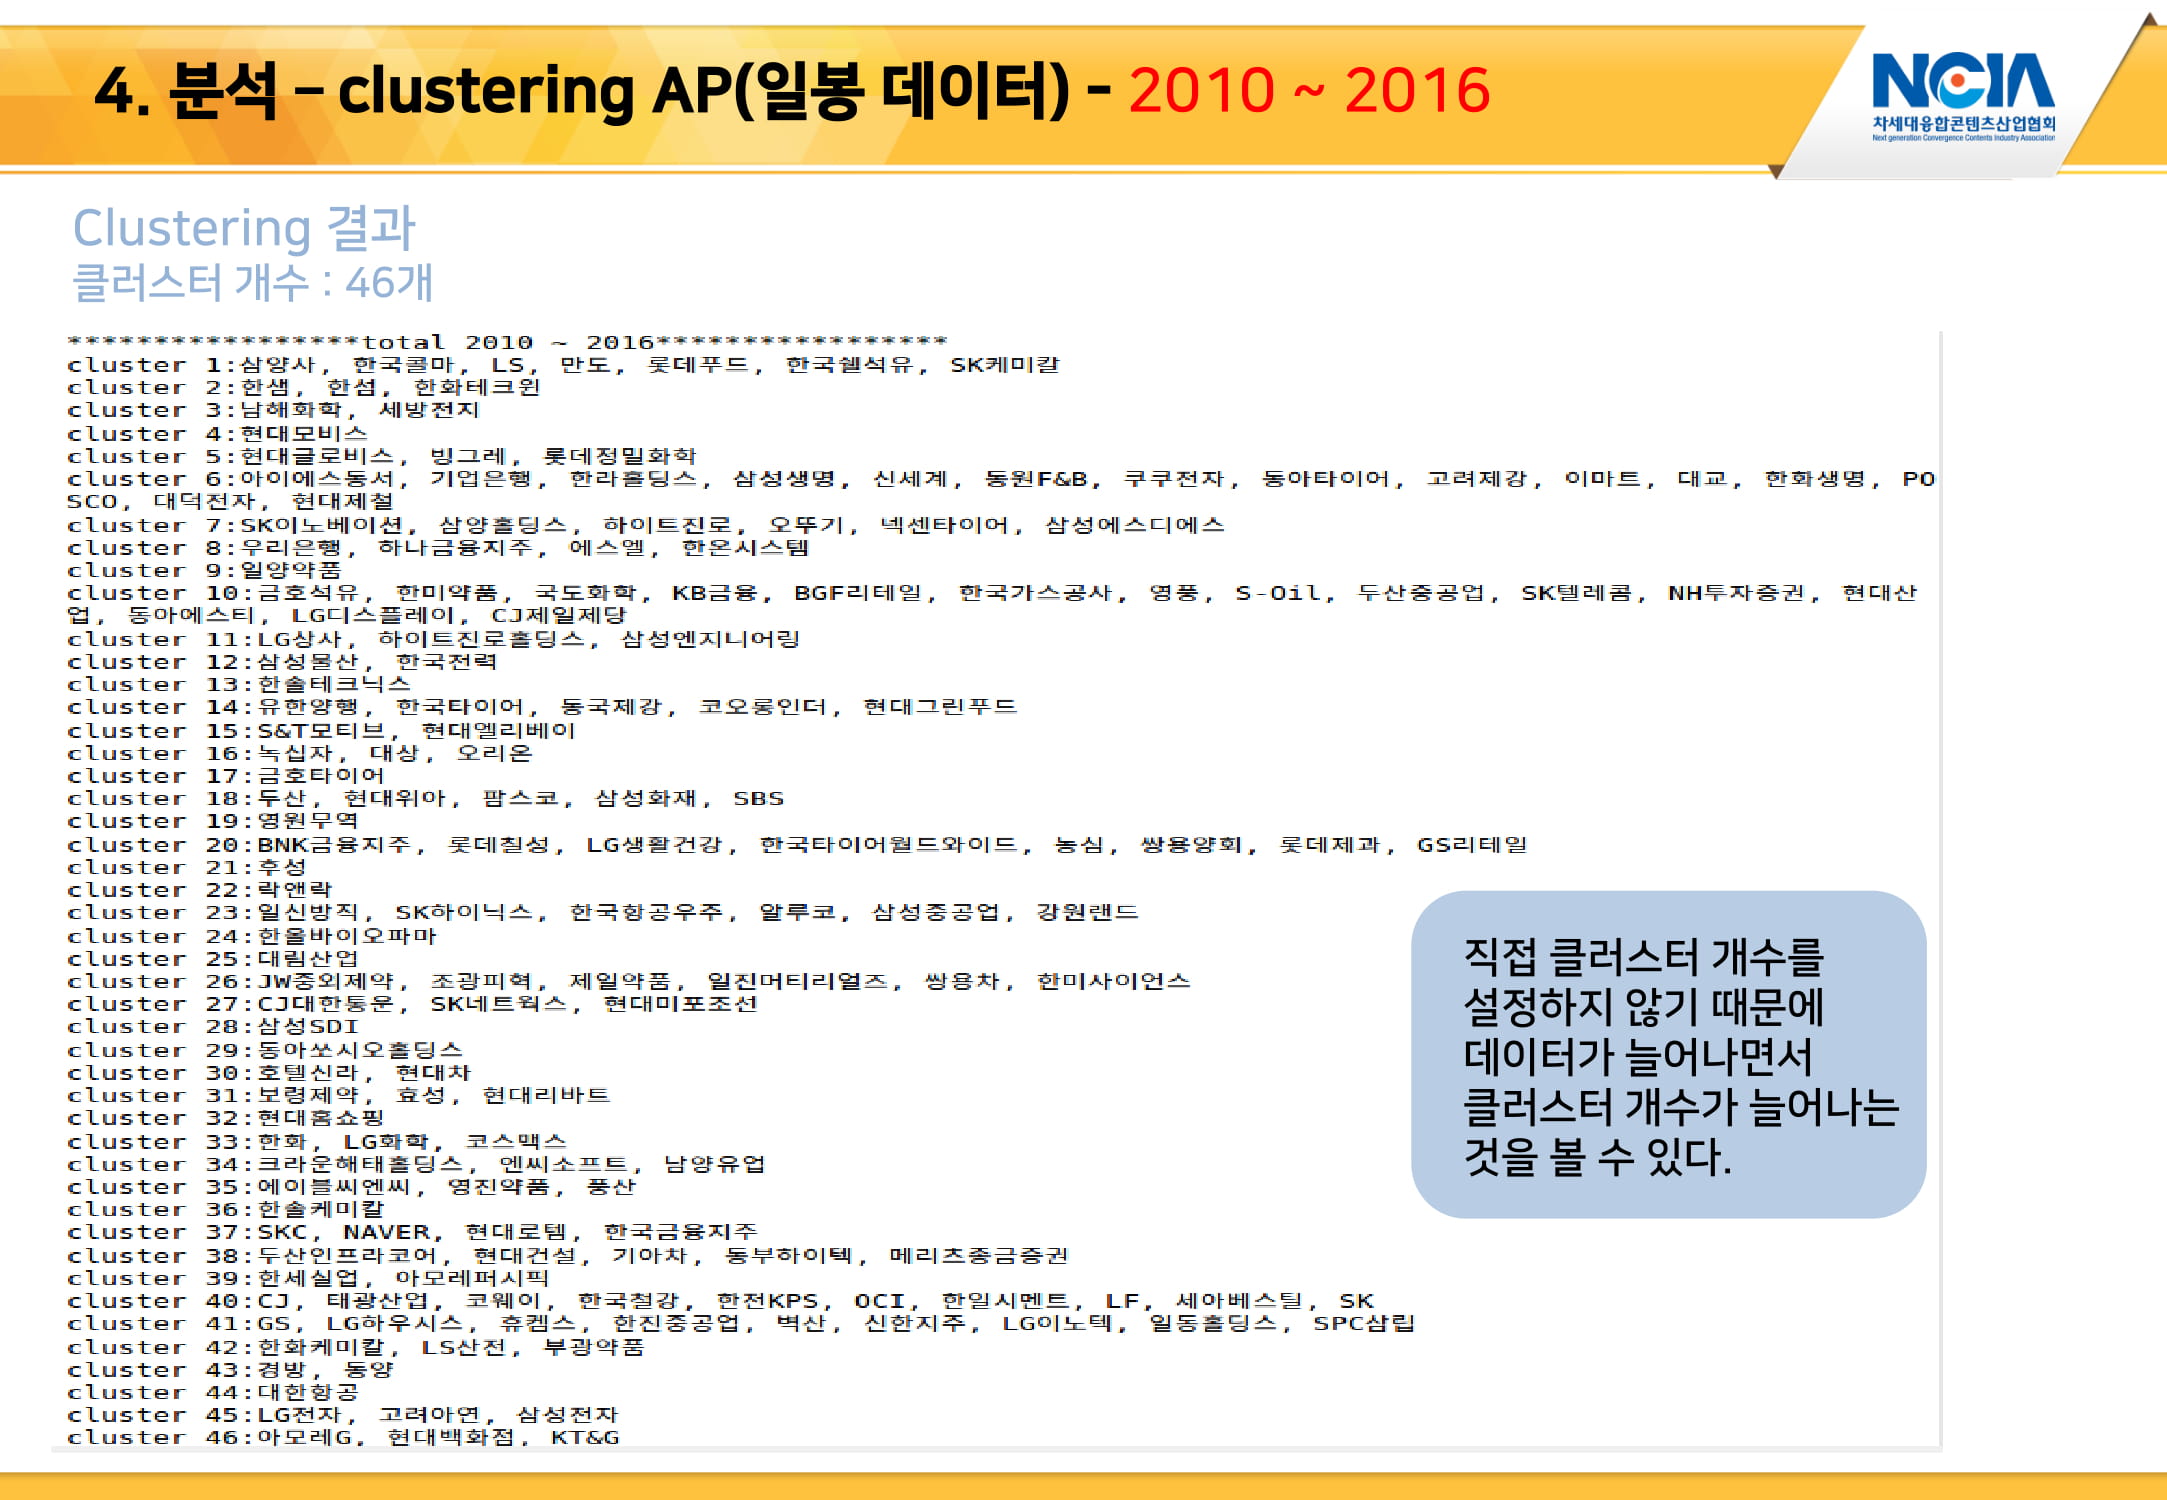 4. 분석 – clustering AP(일봉 데이터) - 2010 ~ 2016
NCIA
차세대융합콘텐츠산업협회
Next generation Convergence Contents Industry Association
Clustering 결과
클러스터 개수 : 46개
*****************total 2010 ~ 2016*****************
cluster 1:삼양사, 한국콜마, LS, 만도, 롯데푸드, 한국쉘석유, SK케미칼
cluster 2:한샘, 한섬, 한화테크윈
cluster 3:남해화학, 세방전지
cluster 4:현대모비스
cluster 5:현대글로비스, 빙그레, 롯데정밀화학
cluster 6:아이에스동서, 기업은행, 한라홀딩스, 삼성생명, 신세계, 동원F&B, 쿠쿠전자, 동아타이어, 고려제강, 이마트, 대교, 한화생명, PO
SCO, 대덕전자, 현대제철
cluster 7:SK이노베이션, 삼양홀딩스, 하이트진로, 오뚜기, 넥센타이어, 삼성에스디에스
cluster 8:우리은행, 하나금융지주, 에스엘, 한온시스템
cluster 9:일양약품
cluster 10:금호석유, 한미약품, 국도화학, KB금융, BGF리테일, 한국가스공사, 영풍, S-Oil, 두산중공업, SK텔레콤, NH투자증권, 현대산
업, 동아에스티, LG디스플레이, CJ제일제당
cluster 11:LG상사, 하이트진로홀딩스, 삼성엔지니어링
cluster 12:삼성물산, 한국전력
cluster 13:한솔테크닉스
cluster 14:유한양행, 한국타이어, 동국제강, 코오롱인더, 현대그린푸드
cluster 15:S&T모티브, 현대엘리베이
cluster 16:녹십자, 대상, 오리온
cluster 17:금호타이어
cluster 18:두산, 현대위아, 팜스코, 삼성화재, SBS
cluster 19:영원무역
cluster 20:BNK금융지주, 롯데칠성, LG생활건강, 한국타이어월드와이드, 농심, 쌍용양회, 롯데제과, GS리테일
cluster 21:후성
cluster 22:락앤락
cluster 23:일신방직, SK하이닉스, 한국항공우주, 알루코, 삼성중공업, 강원랜드
cluster 24:한올바이오파마
cluster 25:대림산업
cluster 26:JW중외제약, 조광피혁, 제일약품, 일진머티리얼즈, 쌍용차, 한미사이언스
cluster 27:CJ대한통운, SK네트웍스, 현대미포조선
cluster 28:삼성SDI
cluster 29:동아쏘시오홀딩스
cluster 30:호텔신라, 현대차
cluster 31:보령제약, 효성, 현대리바트
cluster 32:현대홈쇼핑
cluster 33:한화, LG화학, 코스맥스
cluster 34:크라운해태홀딩스, 엔씨소프트, 남양유업
cluster 35:에이블씨엔씨, 영진약품, 풍산
cluster 36:한솔케미칼
cluster 37:SKC, NAVER, 현대로템, 한국금융지주
cluster 38:두산인프라코어, 현대건설, 기아차, 동부하이텍, 메리츠종금증권
cluster 39:한세실업, 아모레퍼시픽
cluster 40:CJ, 태광산업, 코웨이, 한국철강, 한전KPS, OCI, 한일시멘트, LF, 세아베스틸, SK
cluster 41:GS, LG하우시스, 휴켐스, 한진중공업, 벽산, 신한지주, LG이노텍, 일동홀딩스, SPC삼립
cluster 42:한화케미칼, LS산전, 부광약품
cluster 43:경방, 동양
cluster 44:대한항공
cluster 45:LG전자, 고려아연, 삼성전자
cluster 46:아모레G, 현대백화점, KT&G
직접 클러스터 개수를
설정하지 않기 때문에
데이터가 늘어나면서
클러스터 개수가 늘어나는
것을 볼 수 있다.